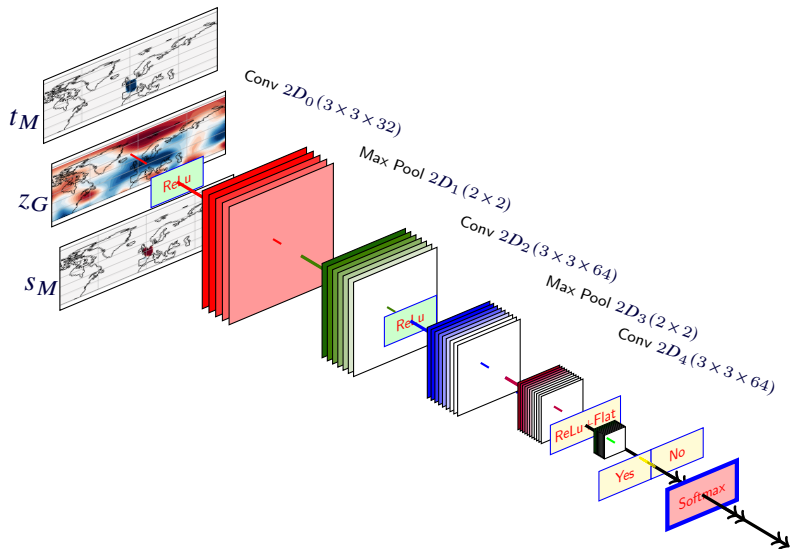 t_M
Conv 2D_0 (3 × 3 × 32)
z_G
ReLu
Max Pool 2D_1 (2 × 2)
s_M
Conv 2D_2 (3 × 3 × 64)
ReLu
Max Pool 2D_3 (2 × 2)
Conv 2D_4 (3 × 3 × 64)
ReLu+Flat
Yes No
Softmax